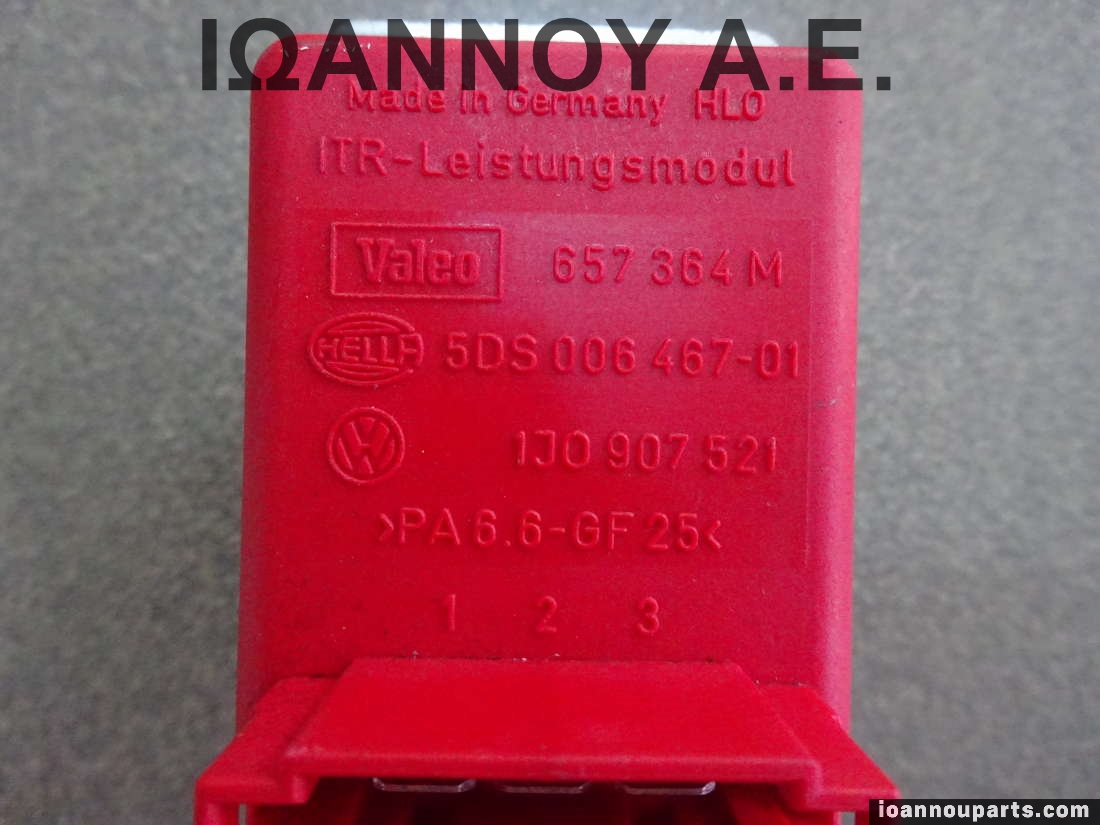 ΙΩΑΝΝΟΥ Α.Ε.
Made in Germany HLO
ITR-Leistungsmodul
Valeo 657 364 M
HELLA 5DS 006 467-01
VW 1J0 907 521
>PA 6.6-GF 25<
1 2 3
ioannouparts.com